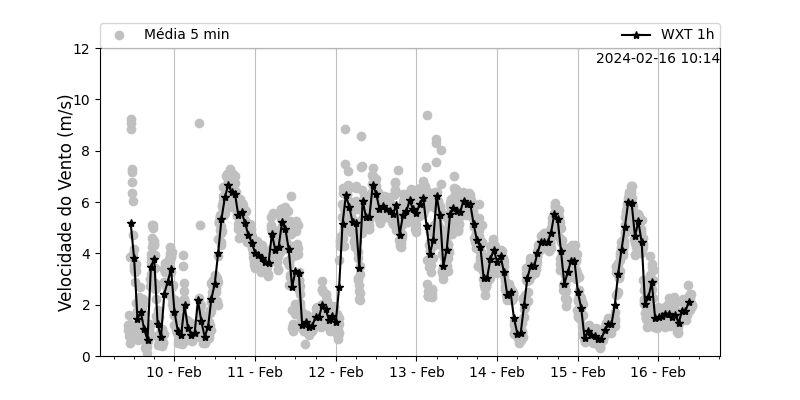 Média 5 min
WXT 1h
2024-02-16 10:14
Velocidade do Vento (m/s)
12
10
8
6
4
2
0
10 - Feb
11 - Feb
12 - Feb
13 - Feb
14 - Feb
15 - Feb
16 - Feb